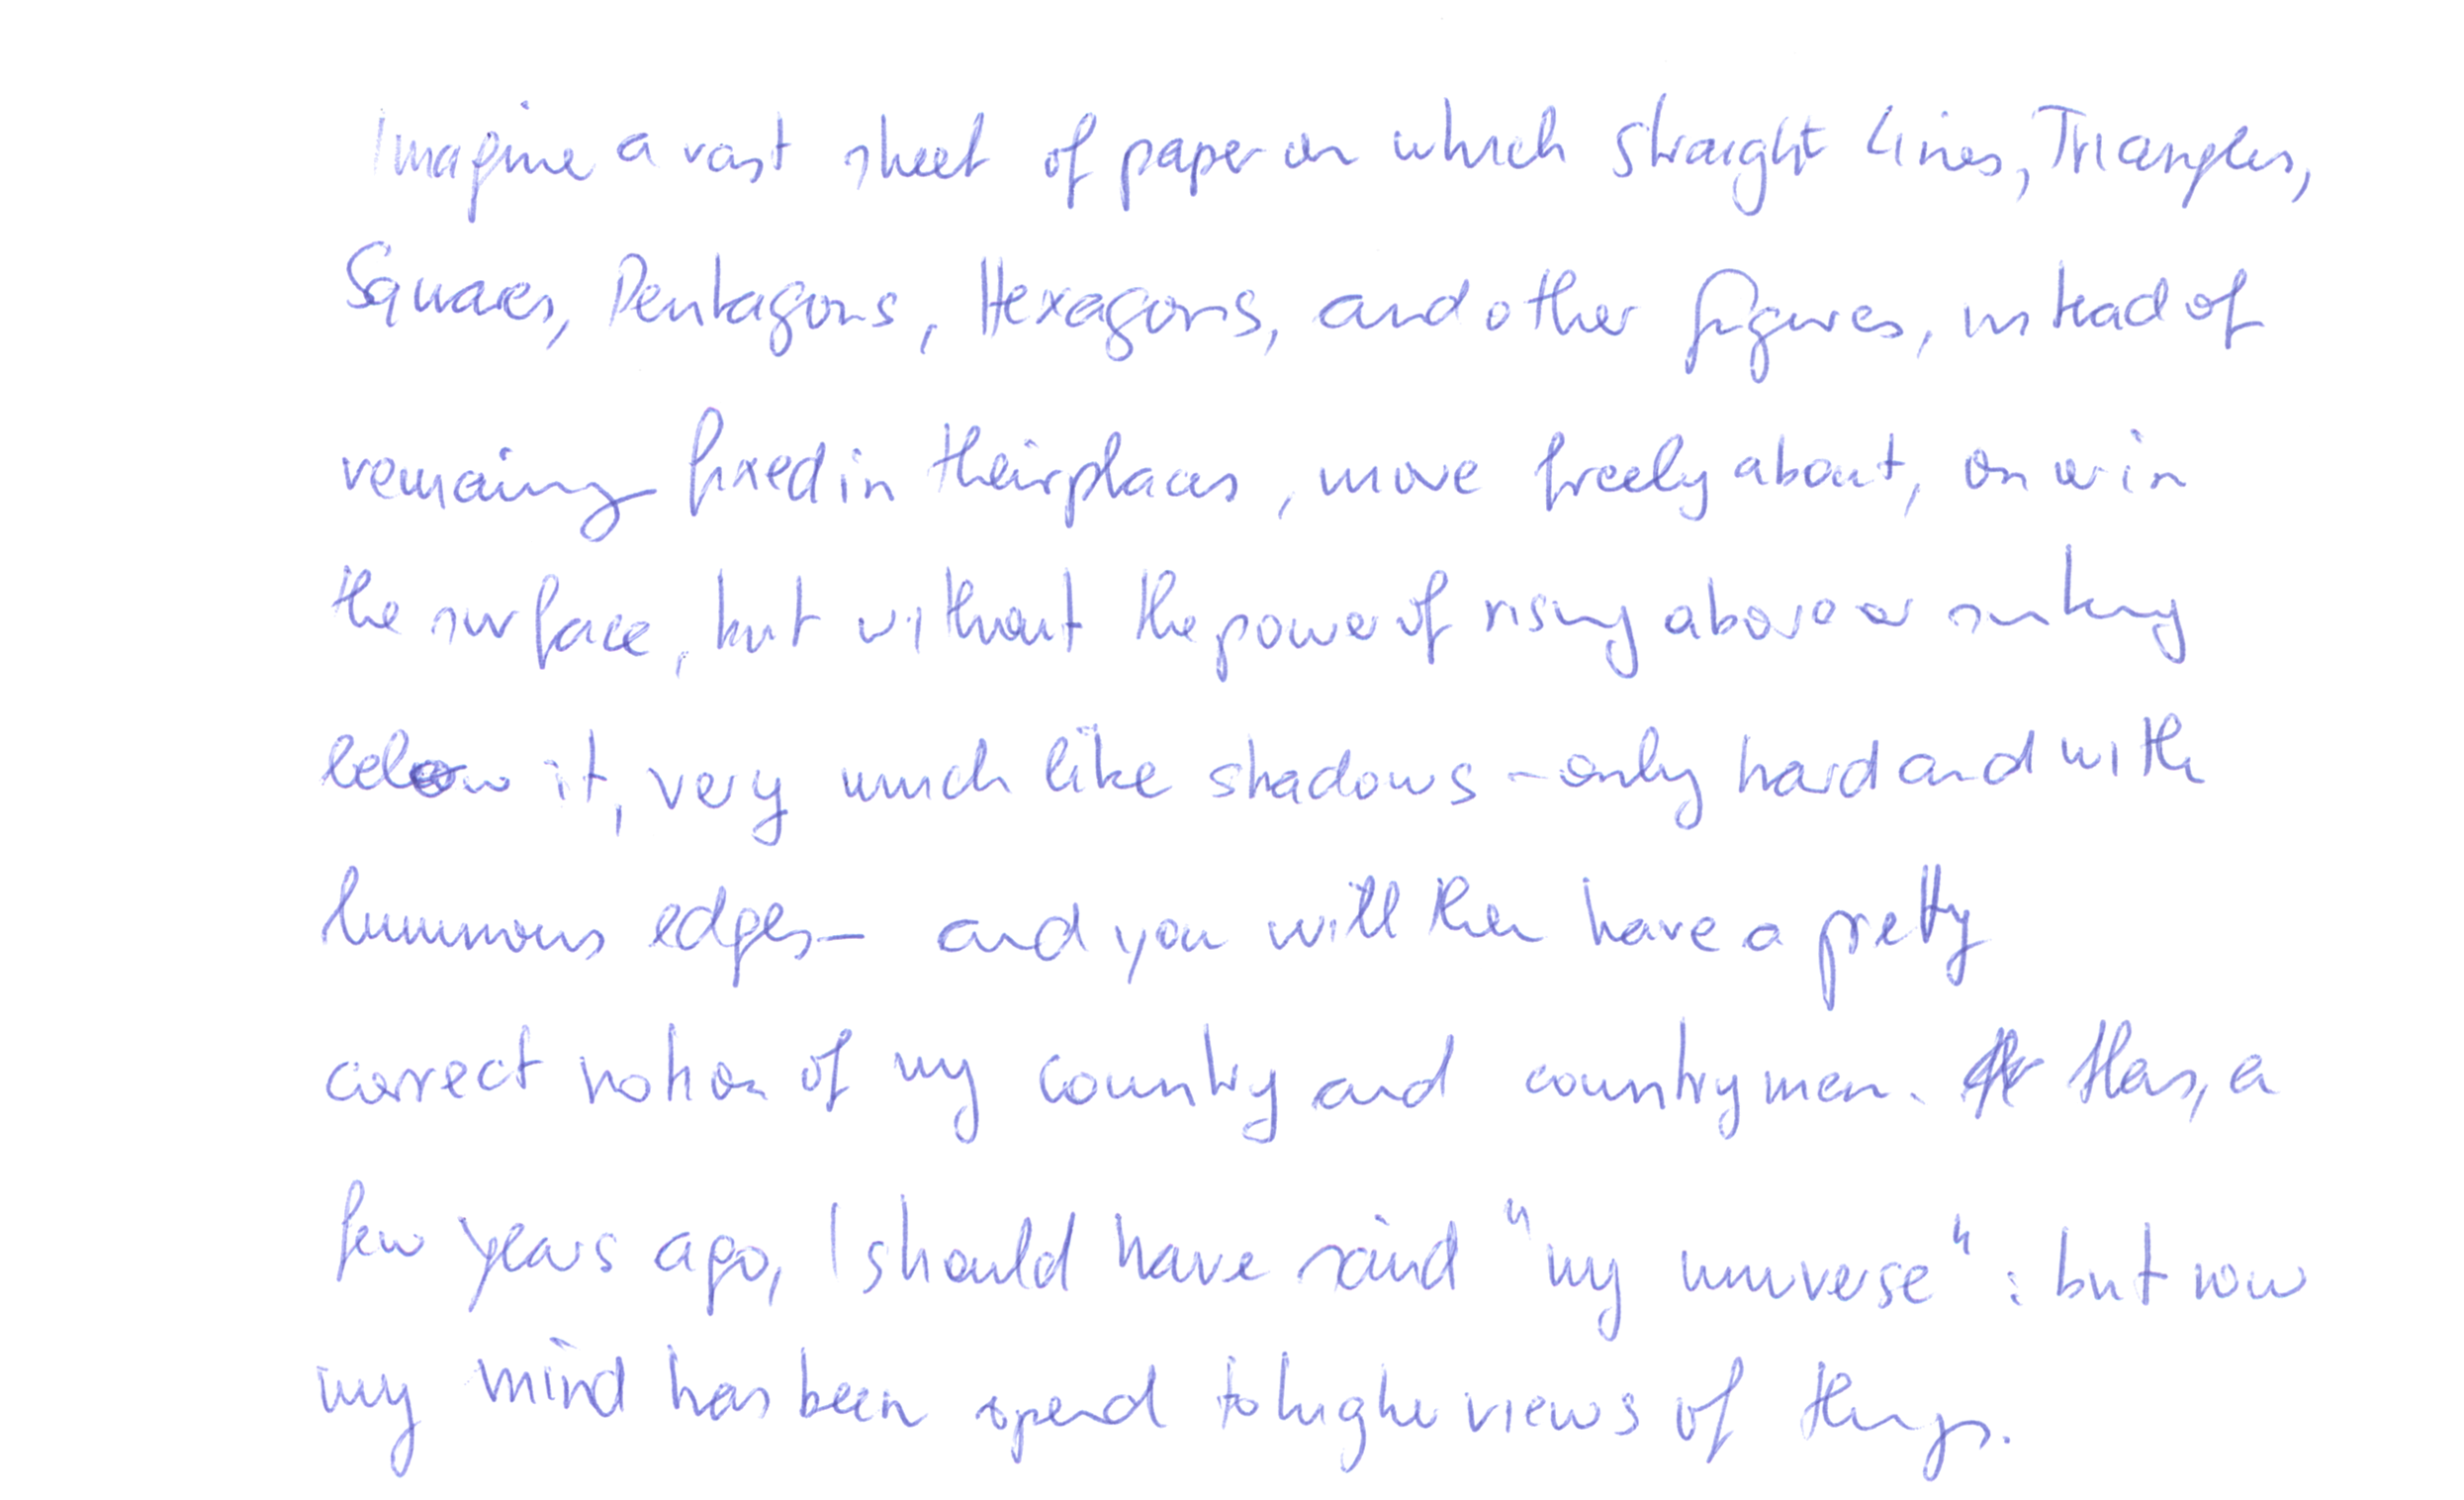 Imagine a vast sheet of paper on which straight Lines, Triangles,
Squares, Pentagons, Hexagons, and other figures, instead of
remaining fixed in their places, move freely about, on or in
the surface, but without the power of rising above or sinking
below it, very much like shadows - only hard and with
luminous edges - and you will then have a pretty
correct notion of my country and countrymen. Alas, a
few years ago, I should have said "my universe": but now
my mind has been opened to higher views of things.